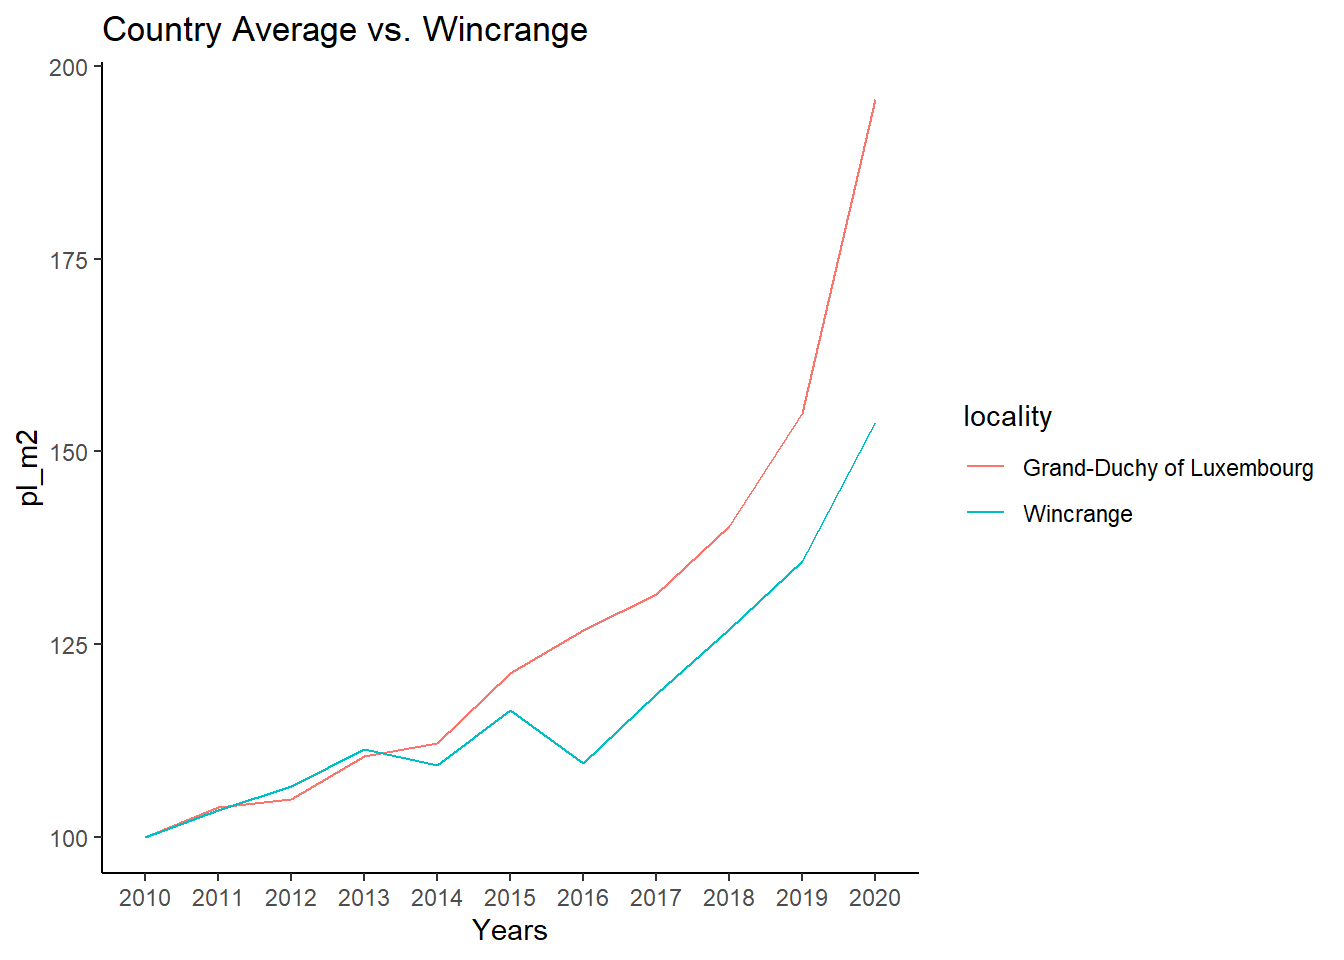 Country Average vs. Wincrange
200
175
150
125
100
pl_m2
2010 2011 2012 2013 2014 2015 2016 2017 2018 2019 2020
Years
locality
Grand-Duchy of Luxembourg
Wincrange